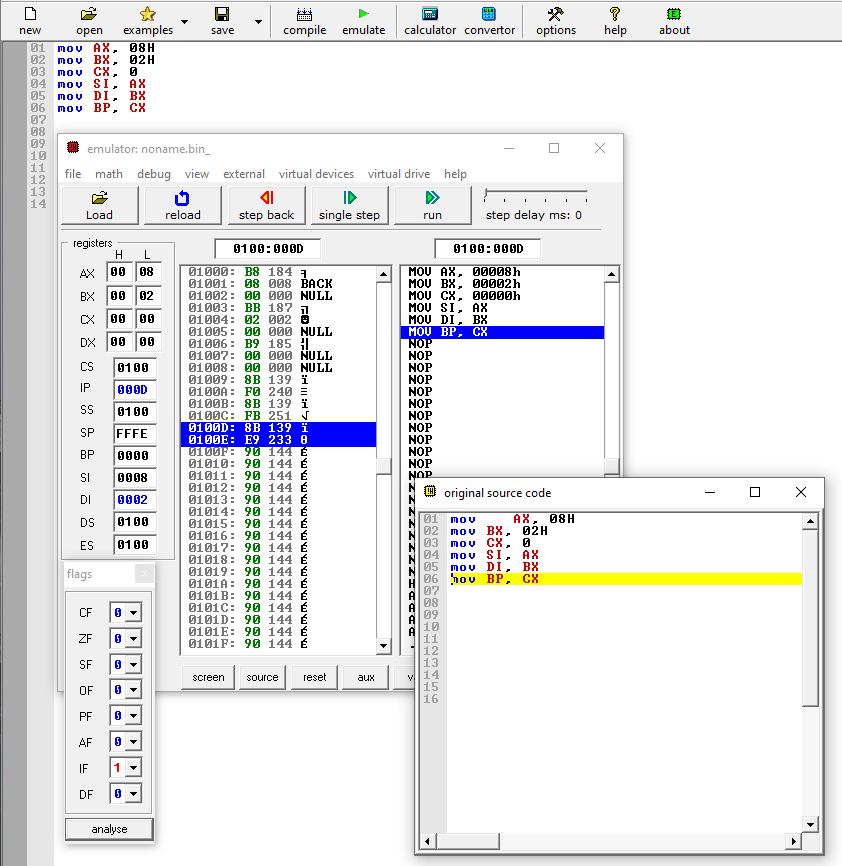 new open examples save compile emulate calculator convertor options help about
01 mov AX, 08H
02 mov BX, 02H
03 mov CX, 0
04 mov SI, AX
05 mov DI, BX
06 mov BP, CX
07
08
09
10
11
12
13
14
emulator: noname.bin_
file math debug view external virtual devices virtual drive help
Load reload step back single step run step delay ms: 0
registers
H L
AX 00 08
BX 00 02
CX 00 00
DX 00 00
CS 0100
IP 000D
SS 0100
SP FFFE
BP 0000
SI 0008
DI 0002
DS 0100
ES 0100
0100:000D
01000: B8 184 ╕
01001: 08 008 BACK
01002: 00 000 NULL
01003: BB 187 ╗
01004: 02 002 ☻
01005: 00 000 NULL
01006: B9 185 ╣
01007: 00 000 NULL
01008: 00 000 NULL
01009: 8B 139 ï
0100A: F0 240 ≡
0100B: 8B 139 ï
0100C: FB 251 √
0100D: 8B 139 ï
0100E: E9 233 θ
0100F: 90 144 É
01010: 90 144 É
01011: 90 144 É
01012: 90 144 É
01013: 90 144 É
01014: 90 144 É
01015: 90 144 É
01016: 90 144 É
01017: 90 144 É
01018: 90 144 É
01019: 90 144 É
0101A: 90 144 É
0101B: 90 144 É
0101C: 90 144 É
0101D: 90 144 É
0101E: 90 144 É
0101F: 90 144 É
0100:000D
MOV AX, 00008h
MOV BX, 00002h
MOV CX, 00000h
MOV SI, AX
MOV DI, BX
MOV BP, CX
NOP
NOP
NOP
NOP
NOP
NOP
NOP
NOP
NOP
NOP
NOP
NOP
screen source reset aux
flags
CF 0
ZF 0
SF 0
OF 0
PF 0
AF 0
IF 1
DF 0
analyse
original source code
01 mov AX, 08H
02 mov BX, 02H
03 mov CX, 0
04 mov SI, AX
05 mov DI, BX
06 mov BP, CX
07
08
09
10
11
12
13
14
15
16